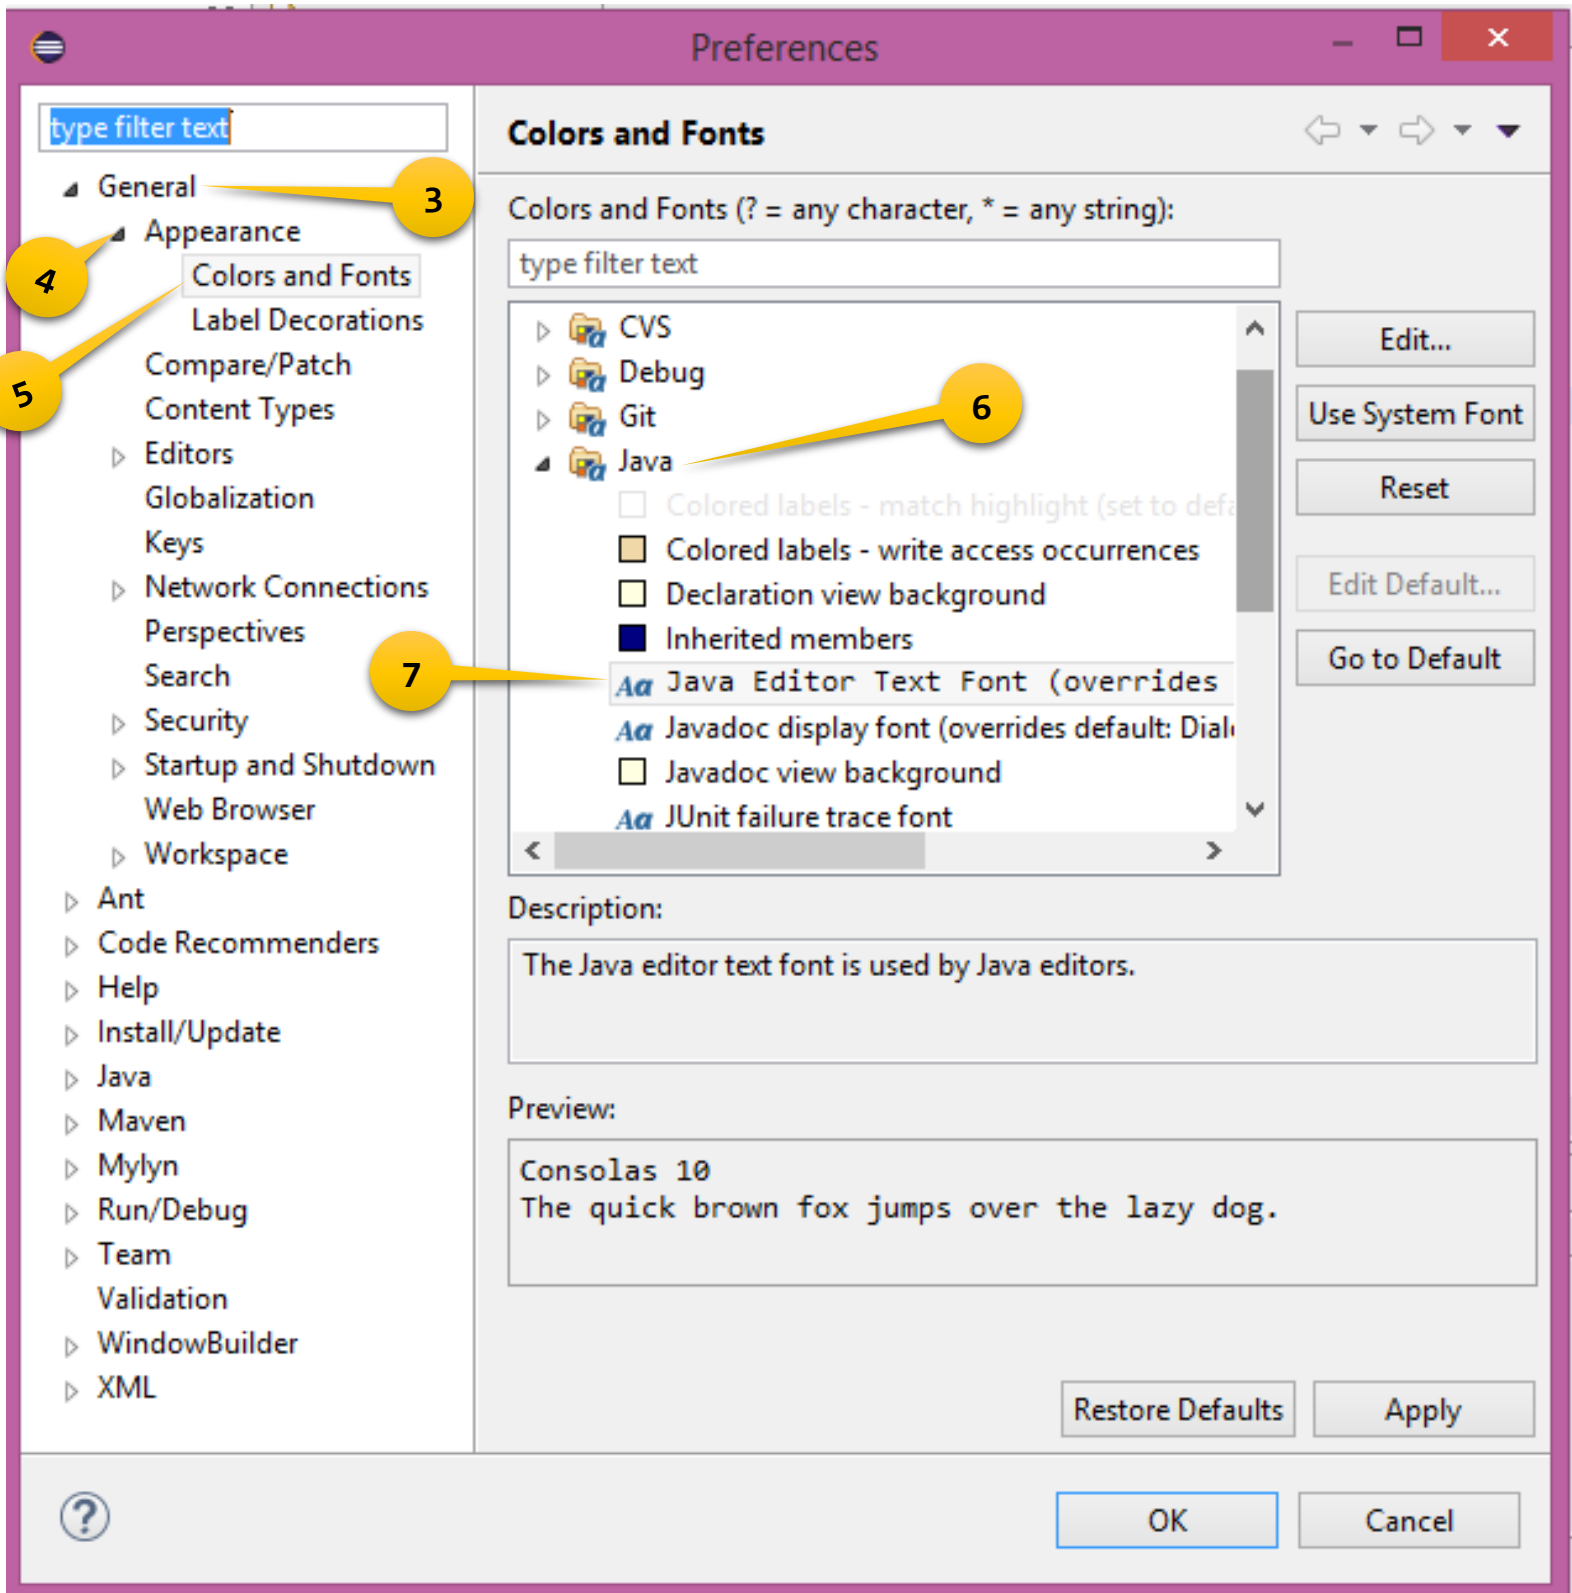 Preferences
type filter text
General
Appearance
Colors and Fonts
Label Decorations
Compare/Patch
Content Types
Editors
Globalization
Keys
Network Connections
Perspectives
Search
Security
Startup and Shutdown
Web Browser
Workspace
Ant
Code Recommenders
Help
Install/Update
Java
Maven
Mylyn
Run/Debug
Team
Validation
WindowBuilder
XML
3
4
5
Colors and Fonts
Colors and Fonts (? = any character, * = any string):
type filter text
CVS
Debug
Git
Java
Colored labels - match highlight (set to defa
Colored labels - write access occurrences
Declaration view background
Inherited members
Aa Java Editor Text Font (overrides
Aa Javadoc display font (overrides default: Dial
Javadoc view background
Aa JUnit failure trace font
6
7
Edit...
Use System Font
Reset
Edit Default...
Go to Default
Description:
The Java editor text font is used by Java editors.
Preview:
Consolas 10
The quick brown fox jumps over the lazy dog.
Restore Defaults
Apply
?
OK
Cancel